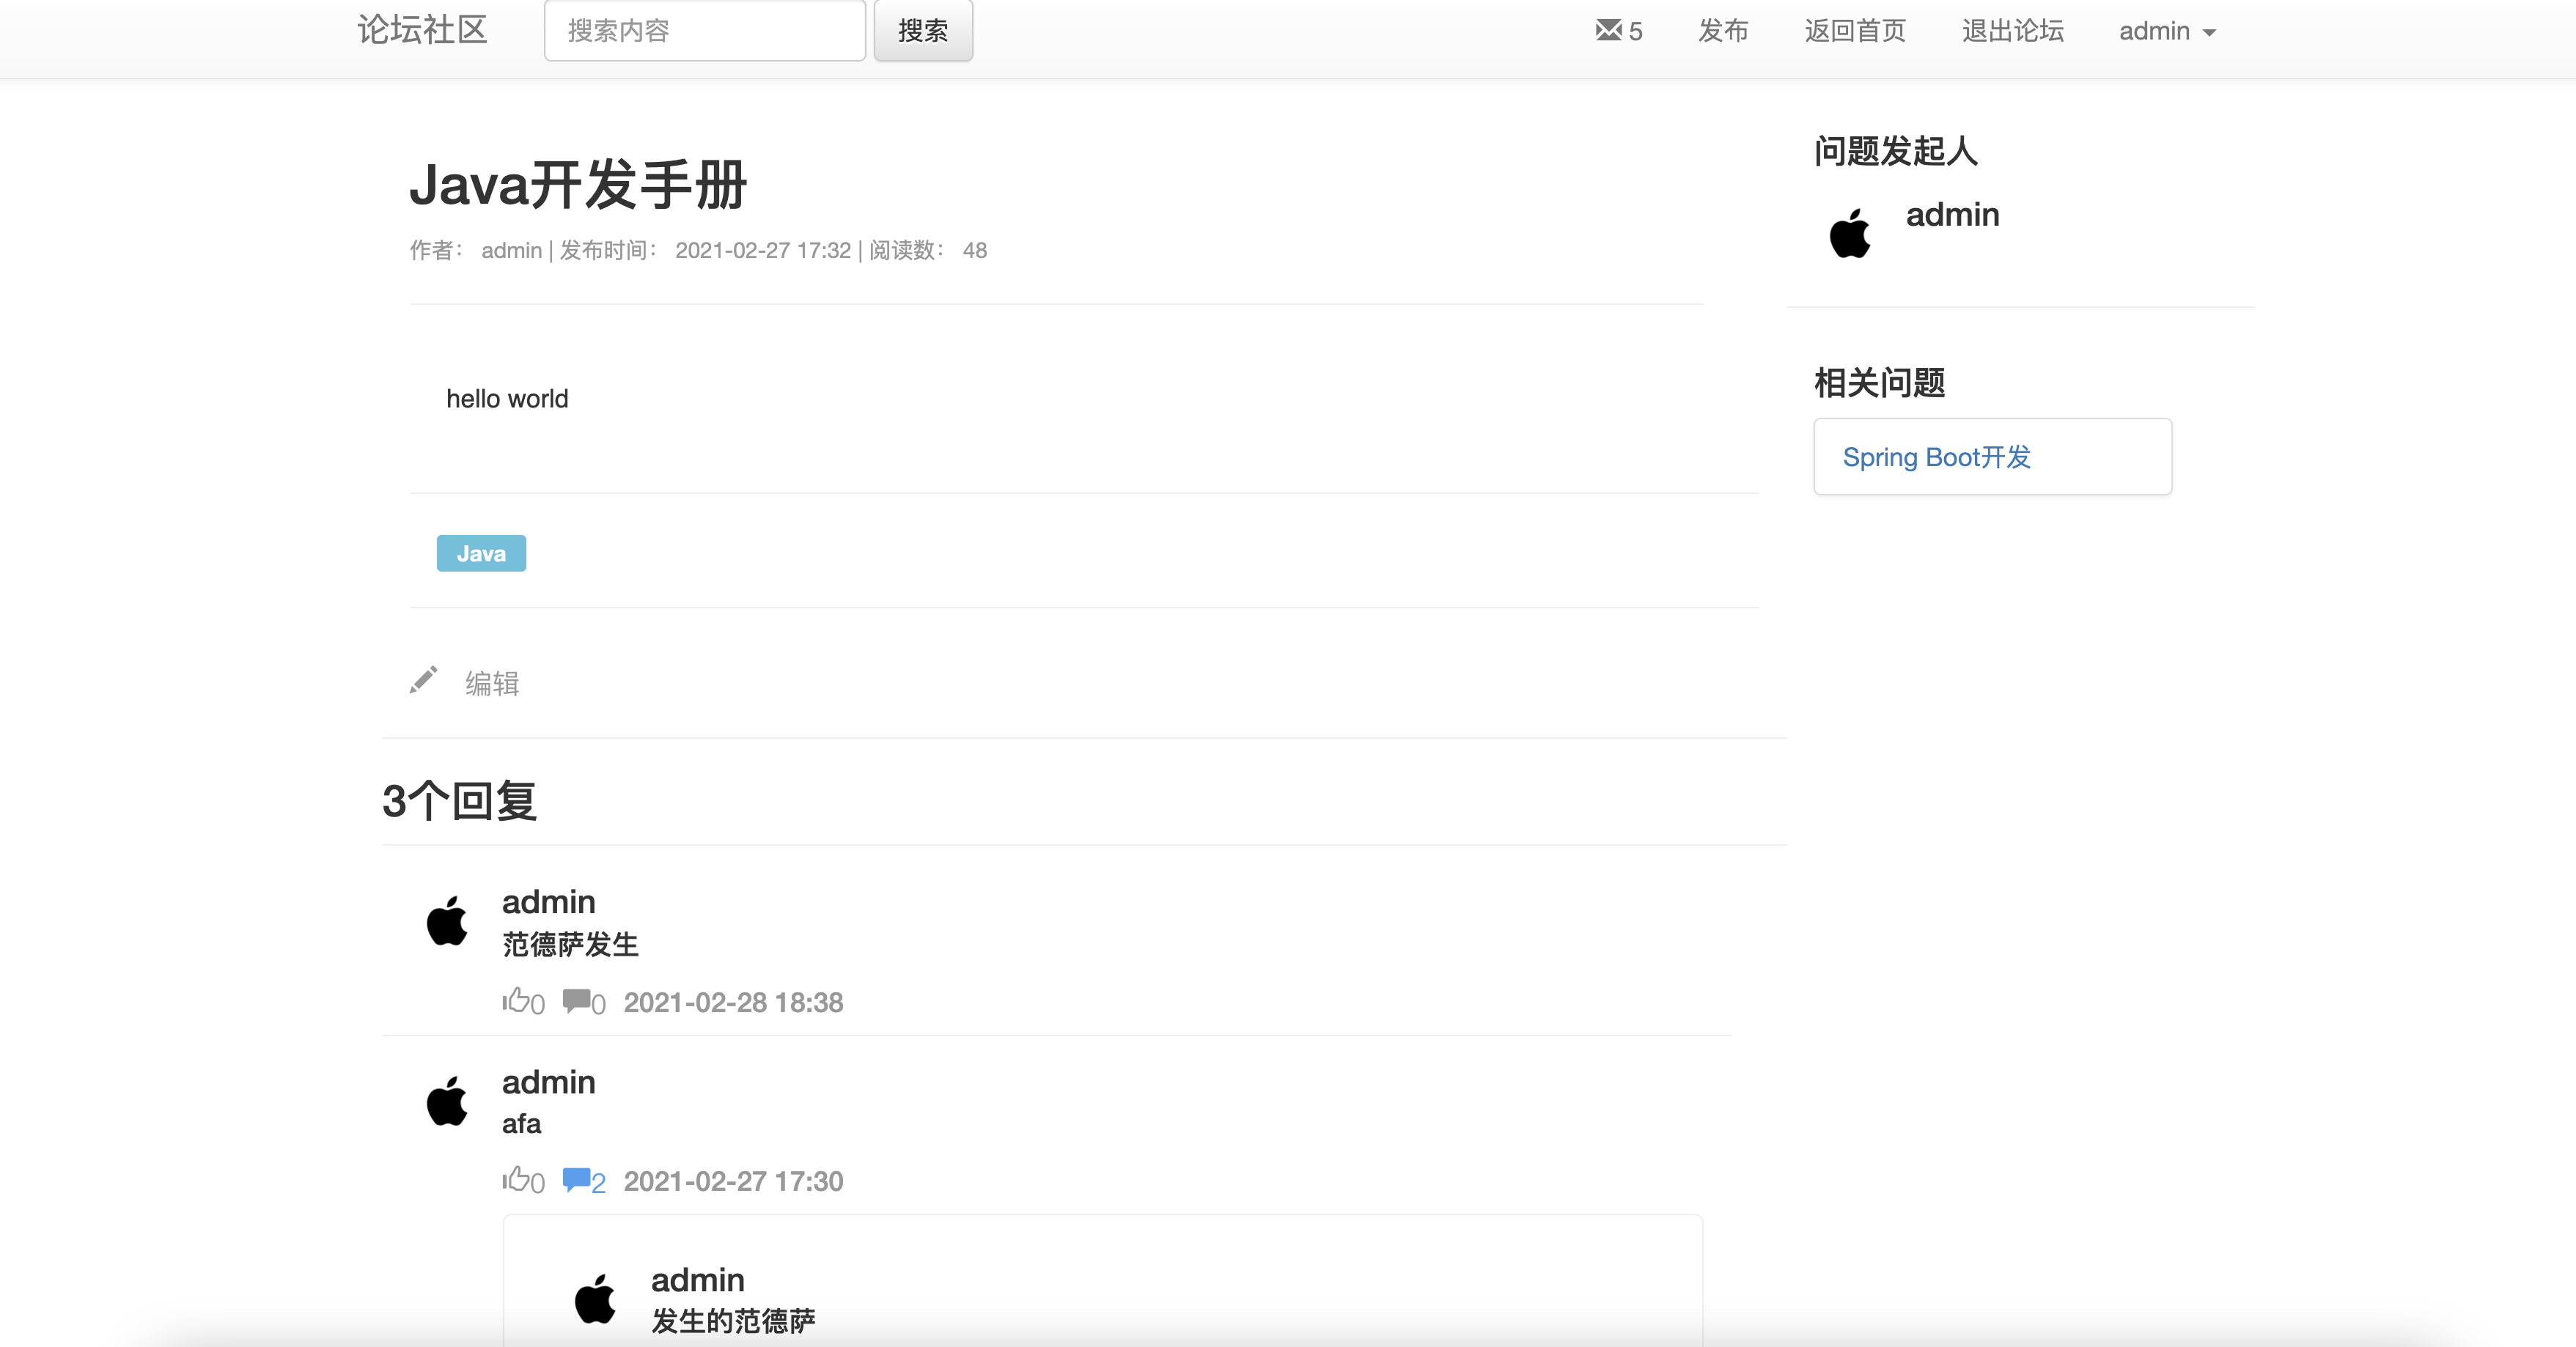 论坛社区 搜索内容 搜索 5 发布 返回首页 退出论坛 admin
Java开发手册
作者： admin | 发布时间： 2021-02-27 17:32 | 阅读数： 48
hello world
Java
编辑
3个回复
admin
范德萨发生
0 0 2021-02-28 18:38
admin
afa
0 2 2021-02-27 17:30
admin
发生的范德萨
问题发起人
admin
相关问题
Spring Boot开发